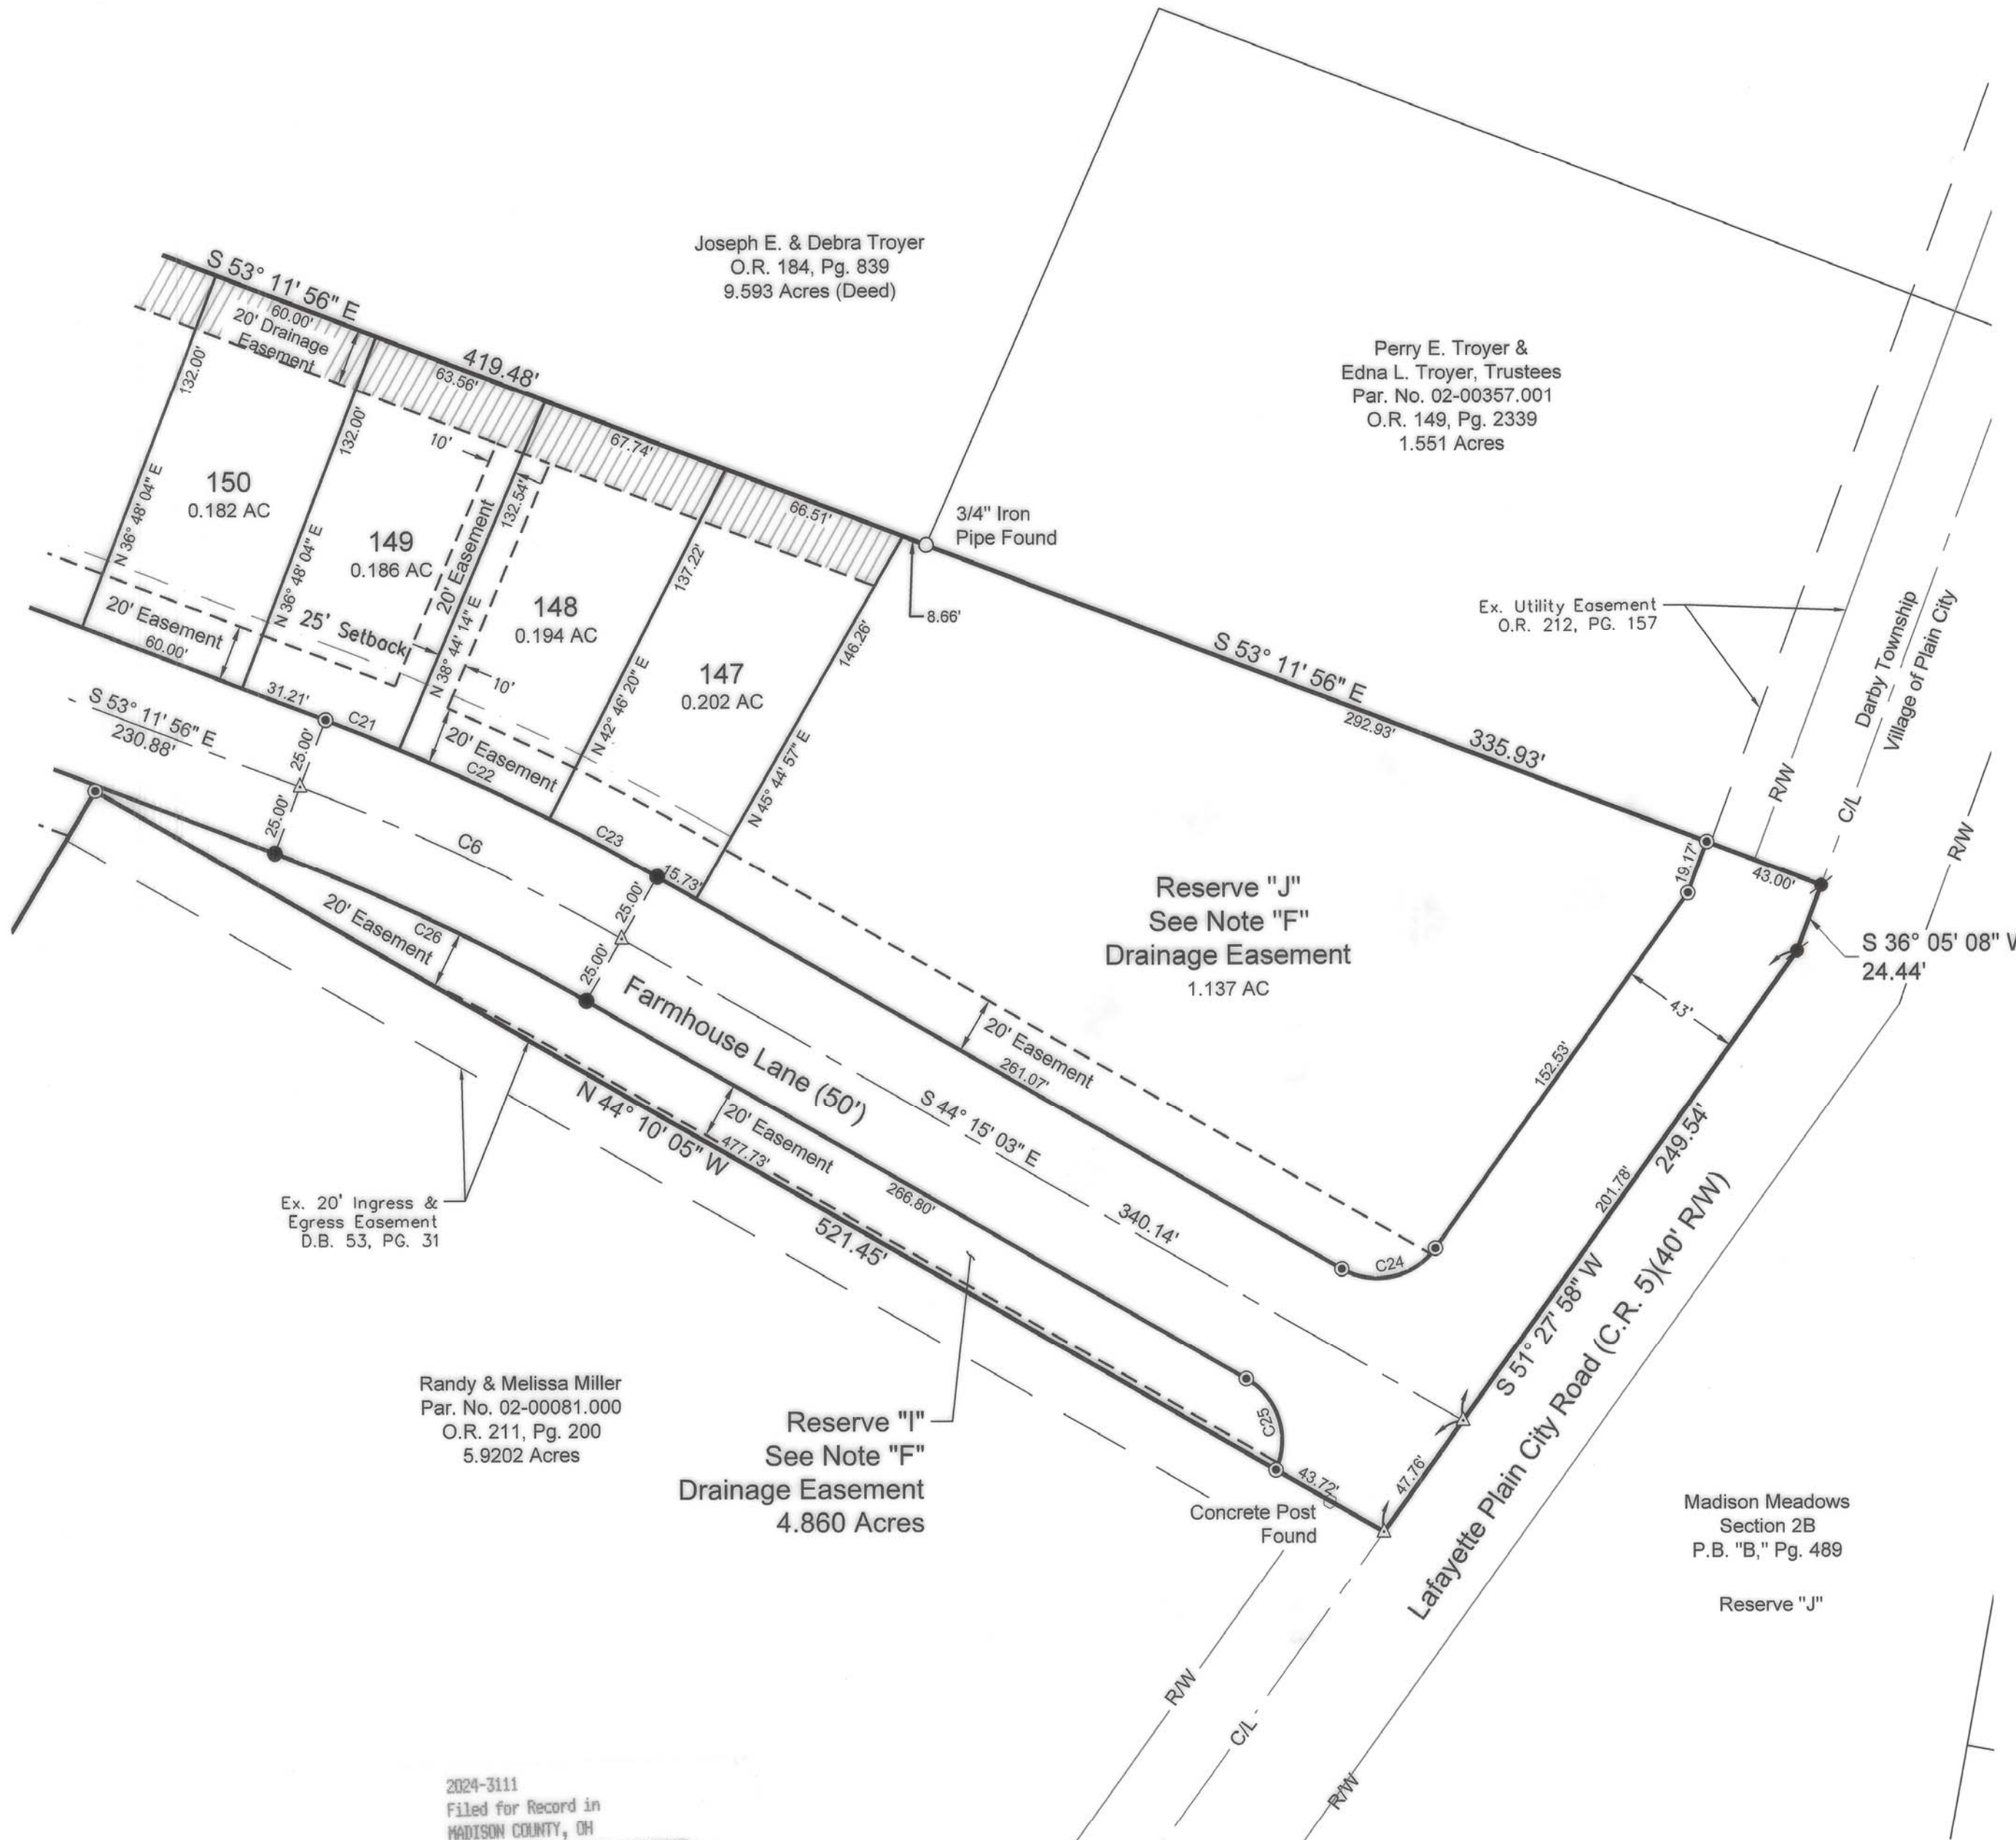 Joseph E. & Debra Troyer
O.R. 184, Pg. 839
9.593 Acres (Deed)
Perry E. Troyer &
Edna L. Troyer, Trustees
Par. No. 02-00357.001
O.R. 149, Pg. 2339
1.551 Acres
S 53° 11' 56" E
419.48'
60.00'
63.56'
67.74'
66.51'
20' Drainage
Easement
132.00'
132.00'
10'
132.54'
137.22'
146.26'
3/4" Iron
Pipe Found
8.66'
150
0.182 AC
149
0.186 AC
148
0.194 AC
147
0.202 AC
N 36° 48' 04" E
N 36° 48' 04" E
20' Easement
N 38° 44' 14" E
N 42° 46' 20" E
N 45° 44' 57" E
20' Easement
25' Setback
10'
20' Easement
60.00'
31.21'
C21
C22
C23
15.73'
S 53° 11' 56" E
230.88'
25.00'
25.00'
C6
25.00'
25.00'
20' Easement
C26
Ex. Utility Easement
O.R. 212, PG. 157
Darby Township
Village of Plain City
R/W
C/L
R/W
S 53° 11' 56" E
292.93'
335.93'
19.17'
43.00'
S 36° 05' 08" W
24.44'
Reserve "J"
See Note "F"
Drainage Easement
1.137 AC
43'
152.53'
249.54'
201.78'
S 51° 27' 58" W
Lafayette Plain City Road (C.R. 5)(40' R/W)
Farmhouse Lane (50')
20' Easement
261.07'
S 44° 15' 03" E
340.14'
C24
N 44° 10' 05" W
477.73'
20' Easement
266.80'
521.45'
Ex. 20' Ingress &
Egress Easement
D.B. 53, PG. 31
Randy & Melissa Miller
Par. No. 02-00081.000
O.R. 211, Pg. 200
5.9202 Acres
Reserve "I"
See Note "F"
Drainage Easement
4.860 Acres
C25
43.72'
47.76'
Concrete Post
Found
Madison Meadows
Section 2B
P.B. "B," Pg. 489
Reserve "J"
R/W
C/L
R/W
2024-3111
Filed for Record in
MADISON COUNTY, OH